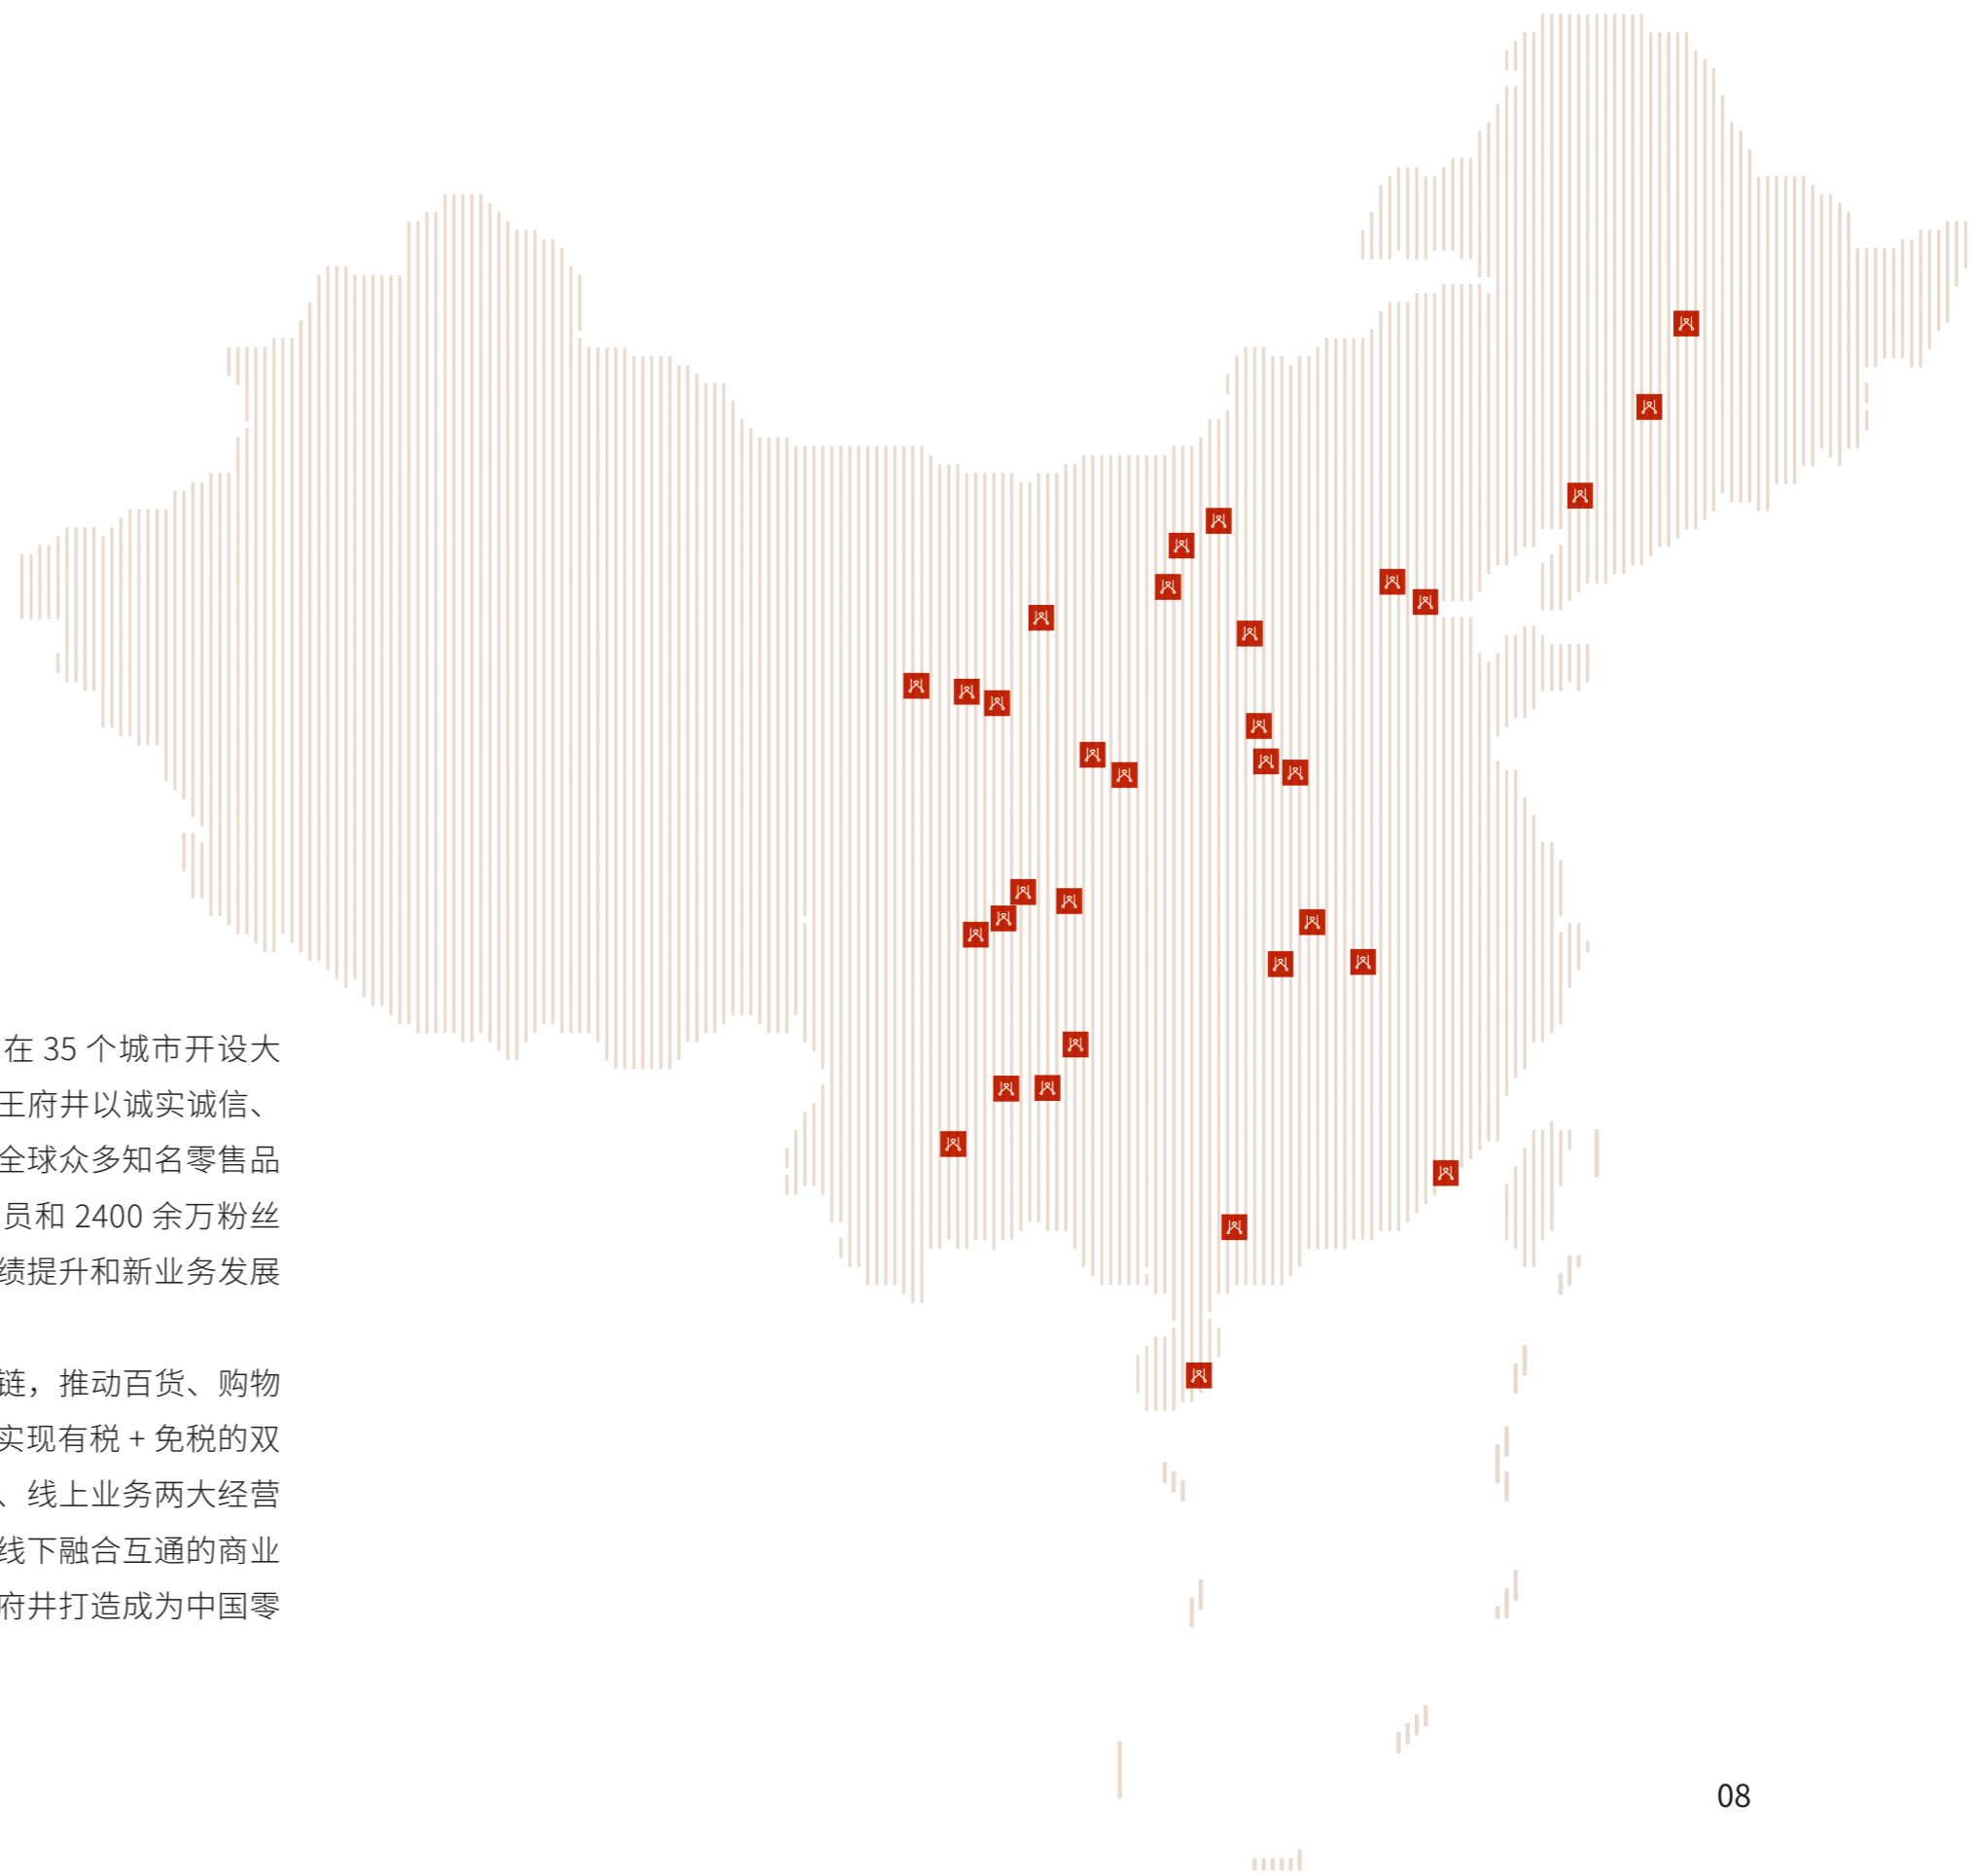 在 35 个城市开设大
王府井以诚实诚信、
全球众多知名零售品
员和 2400 余万粉丝
绩提升和新业务发展
链，推动百货、购物
实现有税 + 免税的双
、线上业务两大经营
线下融合互通的商业
府井打造成为中国零
08